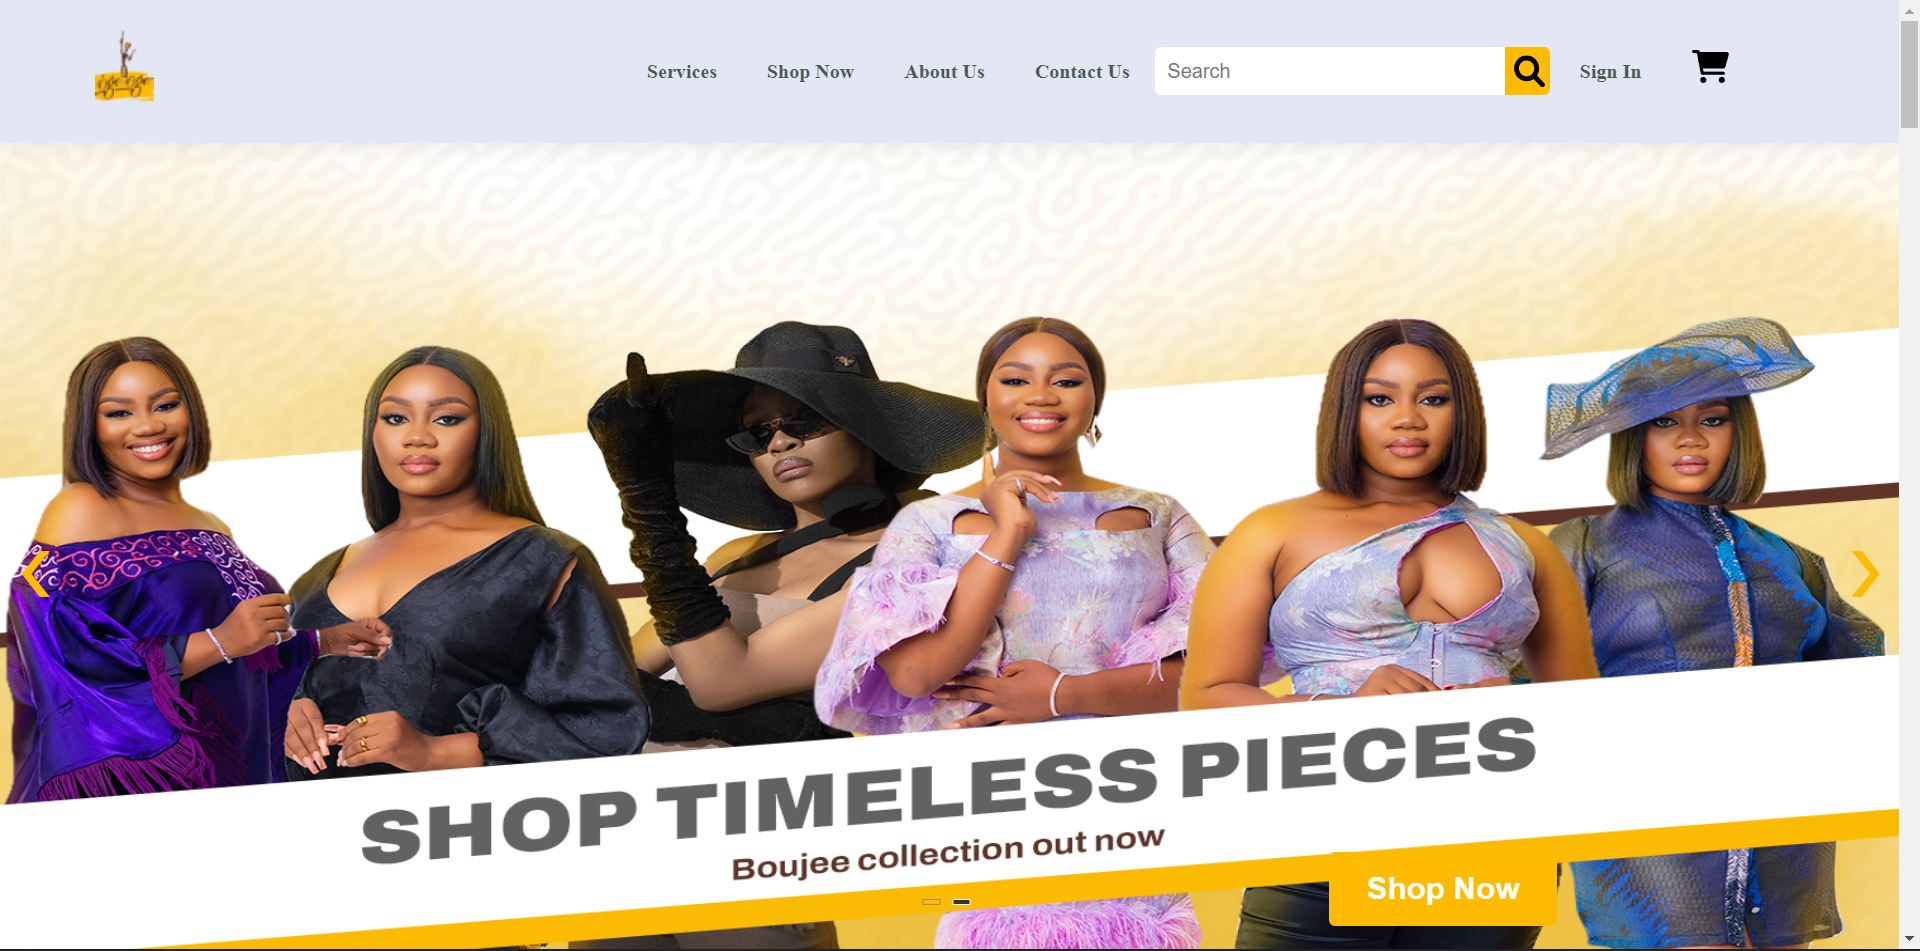 Services
Shop Now
About Us
Contact Us
Search
Sign In
SHOP TIMELESS PIECES
Boujee collection out now
Shop Now